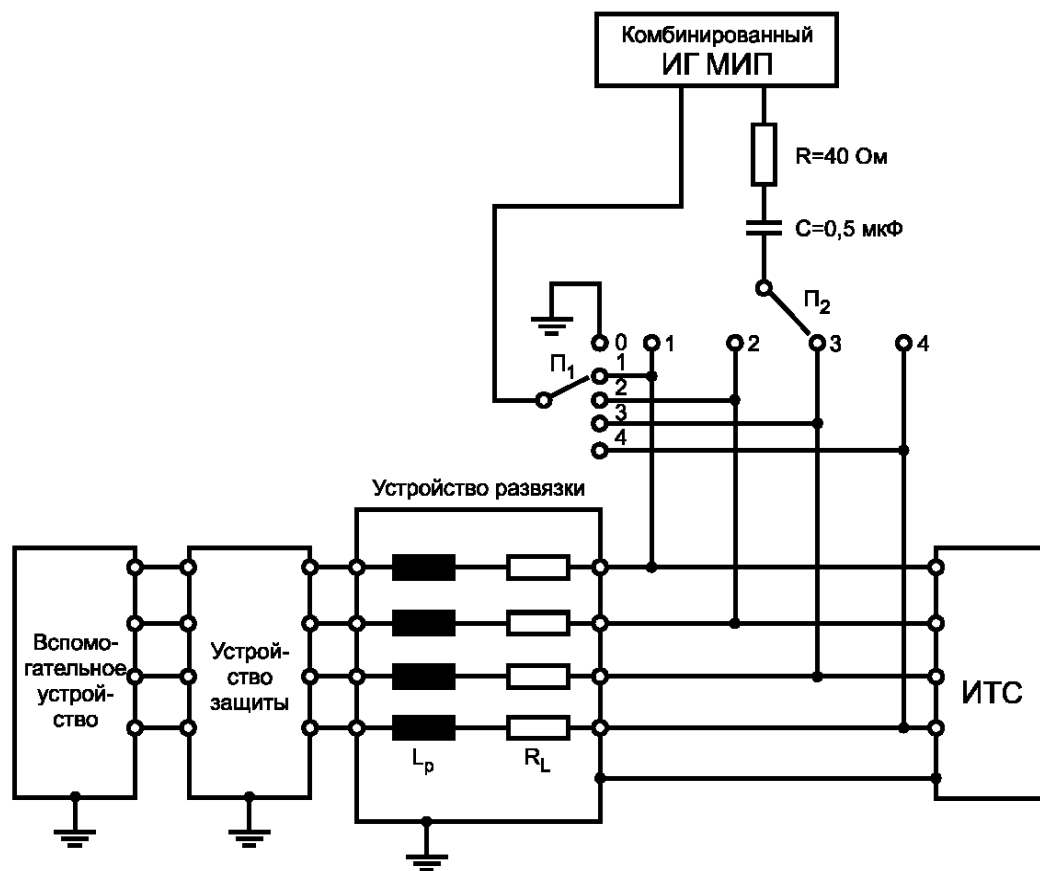 Комбинированный
ИГ МИП
R=40 Ом
C=0,5 мкФ
П2
0
1
2
3
4
П1
1
2
3
4
Устройство развязки
Вспомо-
гательное
устрой-
ство
Устрой-
ство
защиты
Lр
RL
ИТС